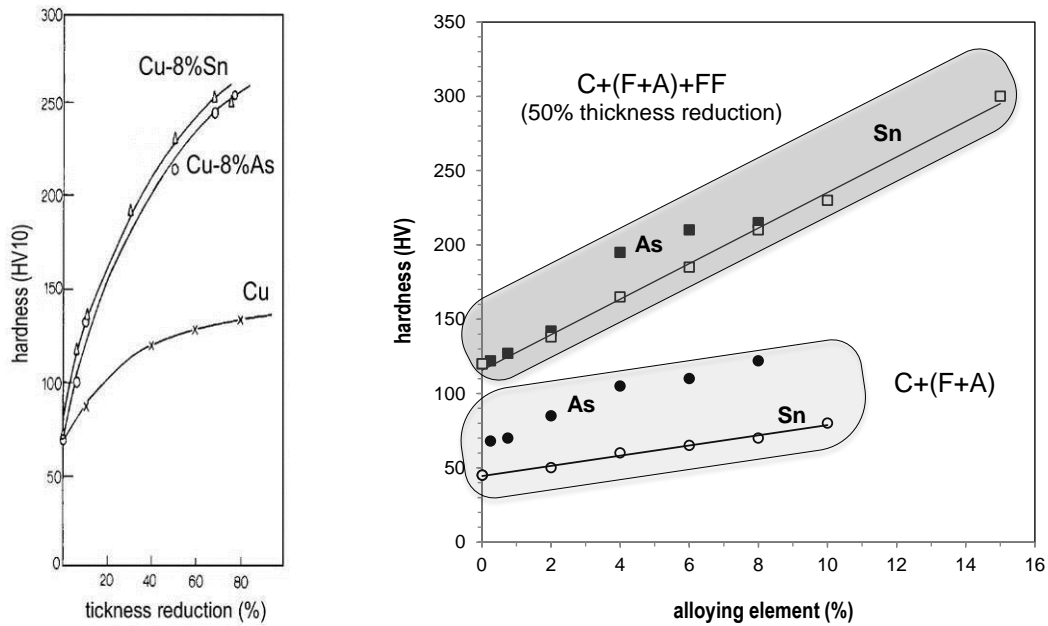 300
250
200
150
100
50
0
hardness (HV10)
Cu-8%Sn
Cu-8%As
Cu
20
40
60
80
tickness reduction (%)
350
300
250
200
150
100
50
0
hardness (HV)
C+(F+A)+FF
(50% thickness reduction)
Sn
As
C+(F+A)
As
Sn
0
2
4
6
8
10
12
14
16
alloying element (%)